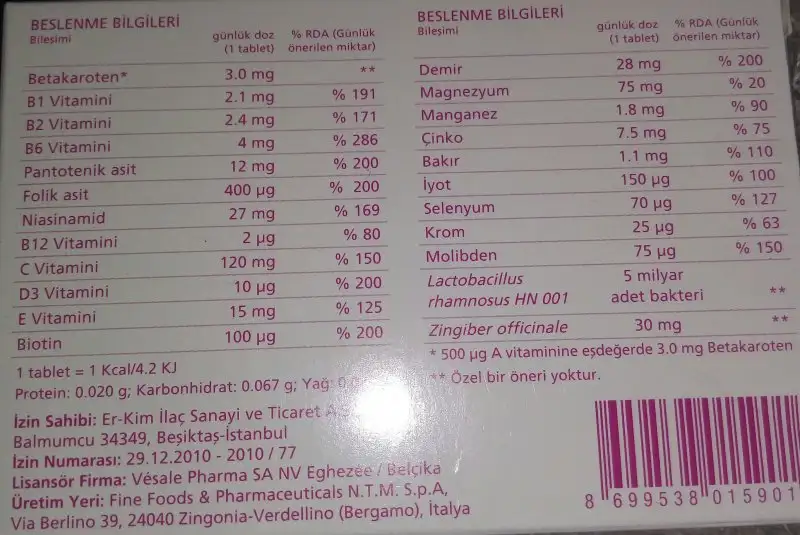 BESLENME BİLGİLERİ
Bileşimi
günlük doz (1 tablet)
% RDA (Günlük önerilen miktar)
Betakaroten* 3.0 mg **
B1 Vitamini 2.1 mg % 191
B2 Vitamini 2.4 mg % 171
B6 Vitamini 4 mg % 286
Pantotenik asit 12 mg % 200
Folik asit 400 µg % 200
Niasinamid 27 mg % 169
B12 Vitamini 2 µg % 80
C Vitamini 120 mg % 150
D3 Vitamini 10 µg % 200
E Vitamini 15 mg % 125
Biotin 100 µg % 200
1 tablet = 1 Kcal/4.2 KJ
Protein: 0.020 g; Karbonhidrat: 0.067 g; Yağ:
İzin Sahibi: Er-Kim İlaç Sanayi ve Ticaret
Balmumcu 34349, Beşiktaş-İstanbul
İzin Numarası: 29.12.2010 - 2010 / 77
Lisansör Firma: Vésale Pharma SA NV Eghezée / Belçika
Üretim Yeri: Fine Foods & Pharmaceuticals N.T.M. S.p.A,
Via Berlino 39, 24040 Zingonia-Verdellino (Bergamo), İtalya
BESLENME BİLGİLERİ
Bileşimi
günlük doz (1 tablet)
% RDA (Günlük önerilen miktar)
Demir 28 mg % 200
Magnezyum 75 mg % 20
Manganez 1.8 mg % 90
Çinko 7.5 mg % 75
Bakır 1.1 mg % 110
İyot 150 µg % 100
Selenyum 70 µg % 127
Krom 25 µg % 63
Molibden 75 µg % 150
Lactobacillus 5 milyar
rhamnosus HN 001 adet bakteri **
Zingiber officinale 30 mg **
* 500 µg A vitaminine eşdeğerde 3.0 mg Betakaroten
** Özel bir öneri yoktur.
8 699538 015901